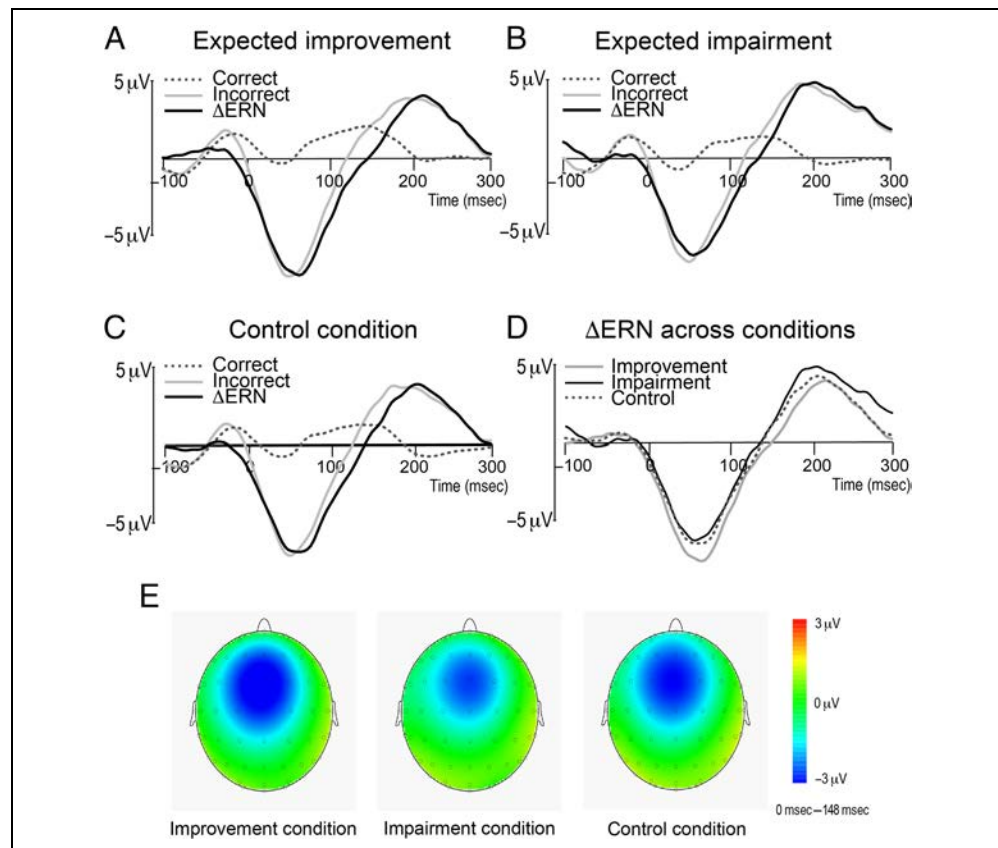 A Expected improvement
5 μV
Correct
Incorrect
ΔERN
-100 0 100 200 300
Time (msec)
-5 μV
B Expected impairment
5 μV
Correct
Incorrect
ΔERN
-100 0 100 200 300
Time (msec)
-5 μV
C Control condition
5 μV
Correct
Incorrect
ΔERN
-100 0 100 200 300
Time (msec)
-5 μV
D ΔERN across conditions
5 μV
Improvement
Impairment
Control
-100 0 100 200 300
Time (msec)
-5 μV
E
3 μV
0 μV
-3 μV
0 msec–148 msec
Improvement condition
Impairment condition
Control condition